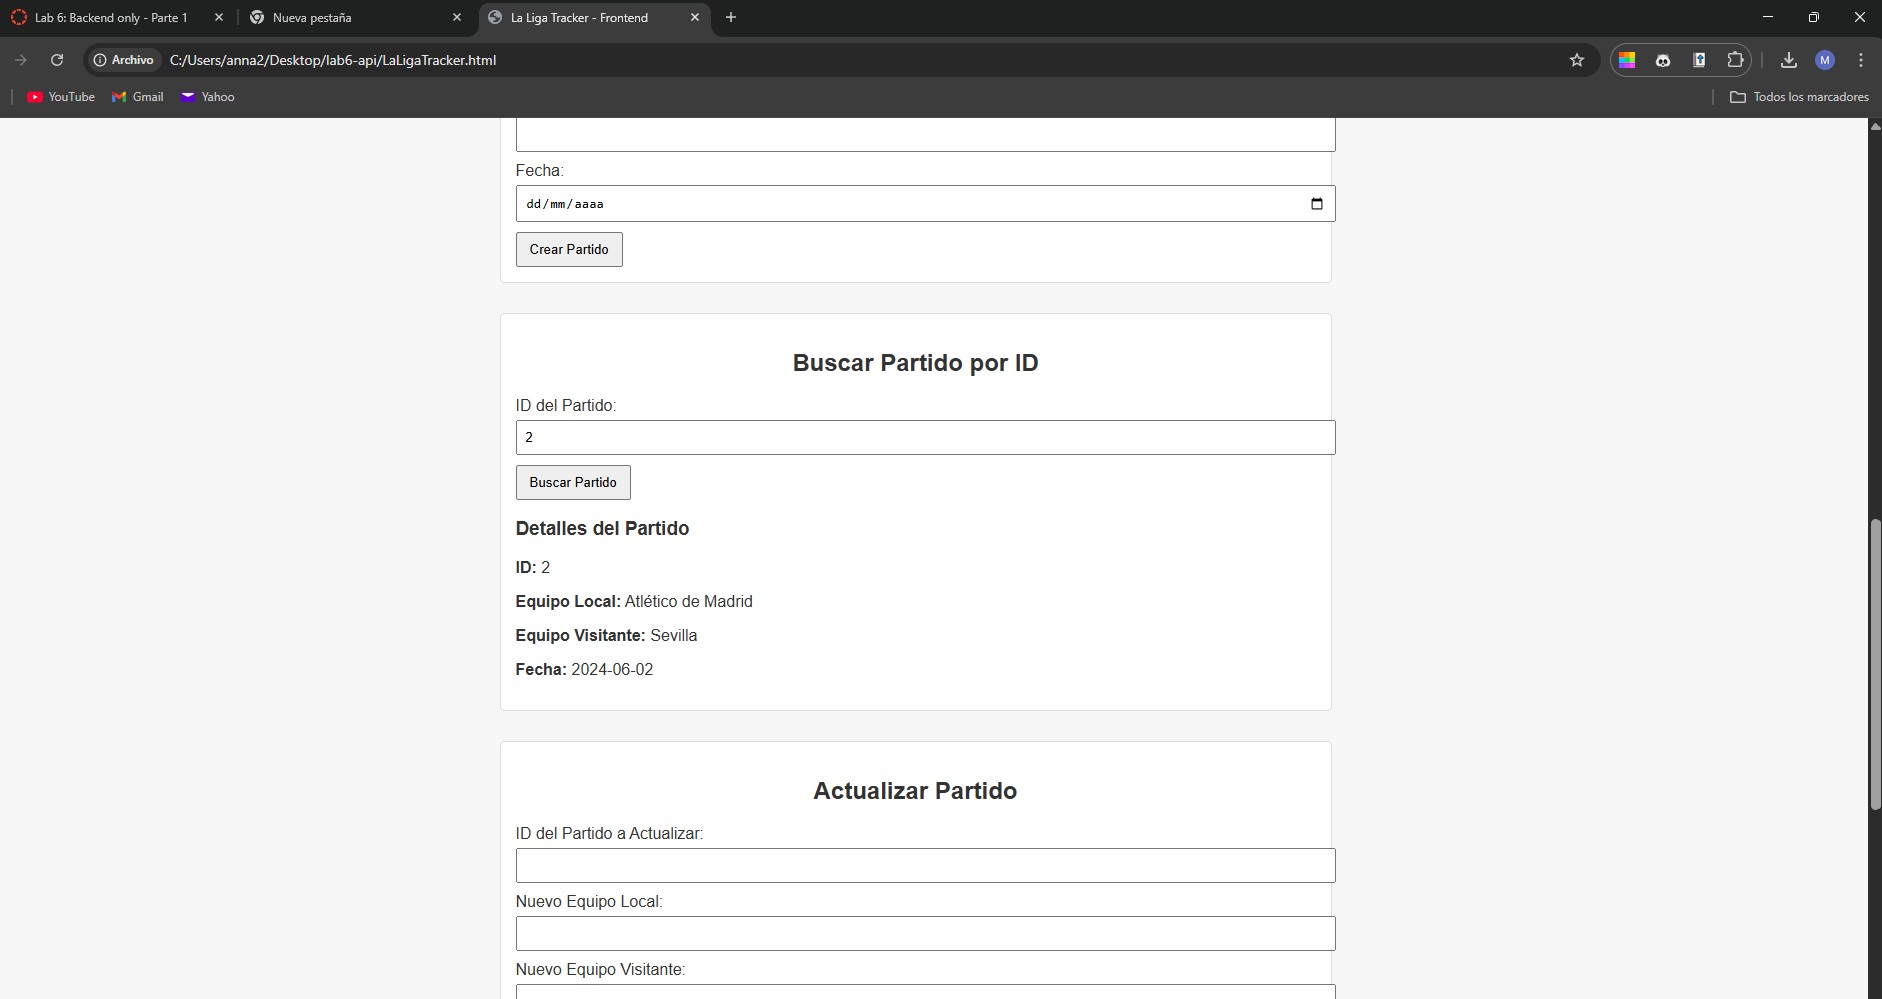 Lab 6: Backend only - Parte 1
Nueva pestaña
La Liga Tracker - Frontend
Archivo
C:/Users/anna2/Desktop/lab6-api/LaLigaTracker.html
M
YouTube
Gmail
Yahoo
Todos los marcadores
Fecha:
dd/mm/aaaa
Crear Partido
Buscar Partido por ID
ID del Partido:
2
Buscar Partido
Detalles del Partido
ID: 2
Equipo Local: Atlético de Madrid
Equipo Visitante: Sevilla
Fecha: 2024-06-02
Actualizar Partido
ID del Partido a Actualizar:
Nuevo Equipo Local:
Nuevo Equipo Visitante: